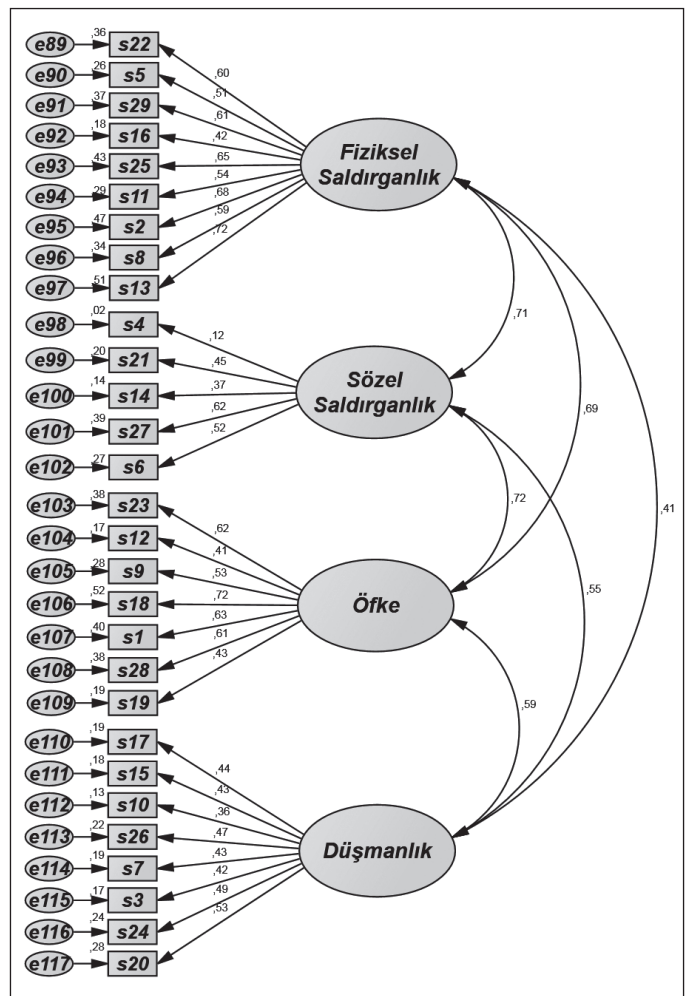 e89 ,36 s22 ,60
e90 ,26 s5 ,51
e91 ,37 s29 ,61
e92 ,18 s16 ,42
e93 ,43 s25 ,65
e94 ,29 s11 ,54
e95 ,47 s2 ,68
e96 ,34 s8 ,59
e97 ,51 s13 ,72
Fiziksel
Saldırganlık
e98 ,02 s4 ,12
e99 ,20 s21 ,45
e100 ,14 s14 ,37
e101 ,39 s27 ,62
e102 ,27 s6 ,52
Sözel
Saldırganlık
e103 ,38 s23 ,62
e104 ,17 s12 ,41
e105 ,28 s9 ,53
e106 ,52 s18 ,72
e107 ,40 s1 ,63
e108 ,38 s28 ,61
e109 ,19 s19 ,43
Öfke
e110 ,19 s17 ,44
e111 ,18 s15 ,43
e112 ,13 s10 ,36
e113 ,22 s26 ,47
e114 ,19 s7 ,43
e115 ,17 s3 ,42
e116 ,24 s24 ,49
e117 ,28 s20 ,53
Düşmanlık
,71
,69
,41
,72
,55
,59